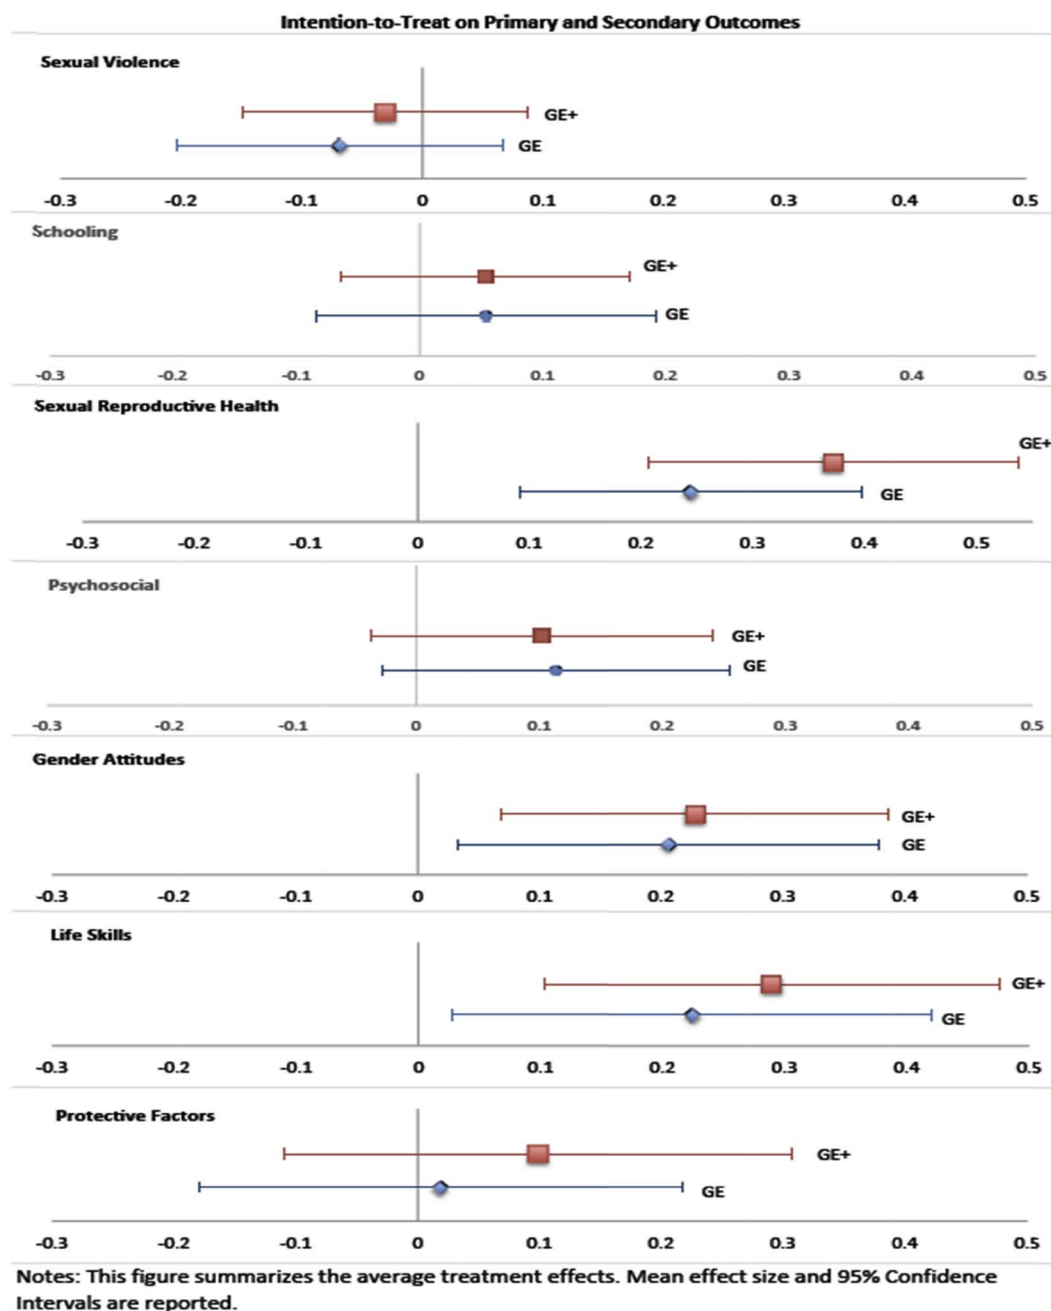 Intention-to-Treat on Primary and Secondary Outcomes
Sexual Violence
GE+
GE
-0.3 -0.2 -0.1 0 0.1 0.2 0.3 0.4 0.5
Schooling
GE+
GE
-0.3 -0.2 -0.1 0 0.1 0.2 0.3 0.4 0.5
Sexual Reproductive Health
GE+
GE
-0.3 -0.2 -0.1 0 0.1 0.2 0.3 0.4 0.5
Psychosocial
GE+
GE
-0.3 -0.2 -0.1 0 0.1 0.2 0.3 0.4 0.5
Gender Attitudes
GE+
GE
-0.3 -0.2 -0.1 0 0.1 0.2 0.3 0.4 0.5
Life Skills
GE+
GE
-0.3 -0.2 -0.1 0 0.1 0.2 0.3 0.4 0.5
Protective Factors
GE+
GE
-0.3 -0.2 -0.1 0 0.1 0.2 0.3 0.4 0.5
Notes: This figure summarizes the average treatment effects. Mean effect size and 95% Confidence
Intervals are reported.